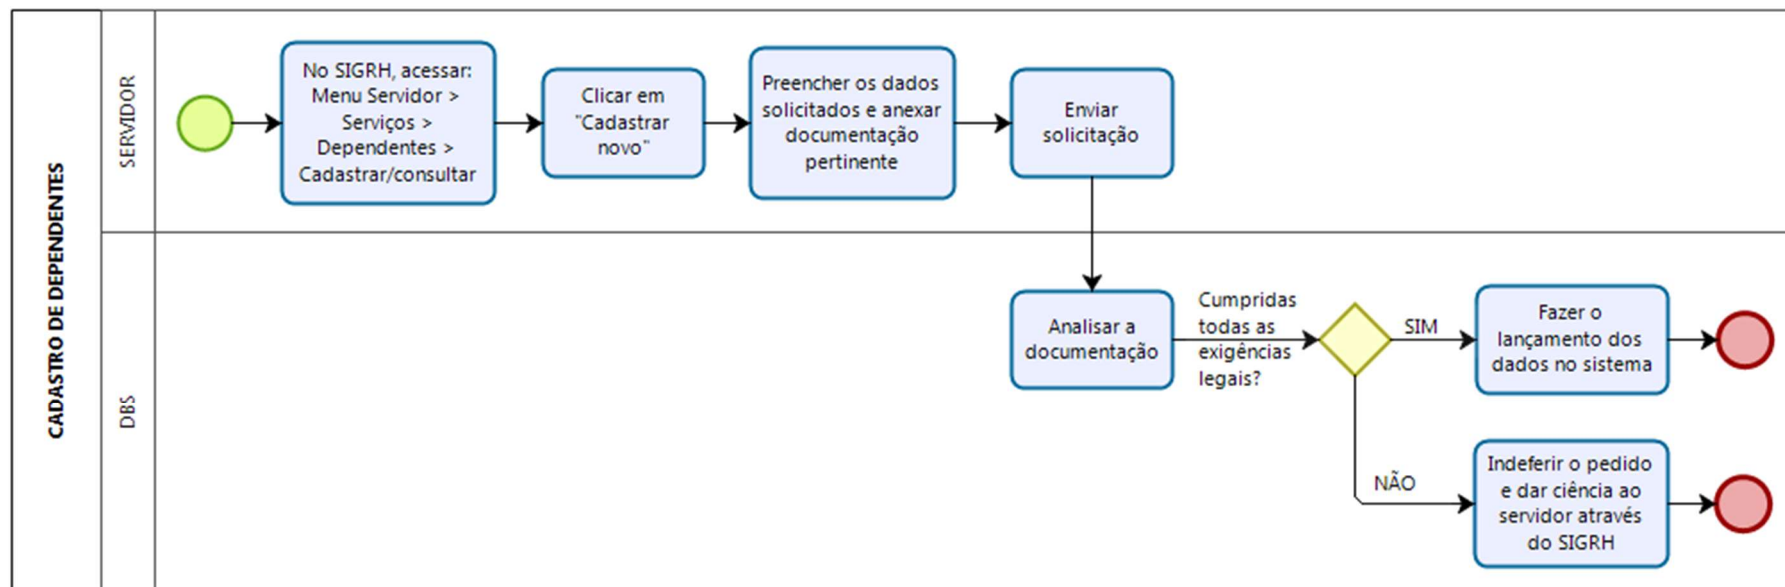 CADASTRO DE DEPENDENTES
SERVIDOR
No SIGRH, acessar:
Menu Servidor >
Serviços >
Dependentes >
Cadastrar/consultar
Clicar em
"Cadastrar
novo"
Preencher os dados
solicitados e anexar
documentação
pertinente
Enviar
solicitação
DBS
Analisar a
documentação
Cumpridas
todas as
exigências
legais?
SIM
Fazer o
lançamento dos
dados no sistema
NÃO
Indeferir o pedido
e dar ciência ao
servidor através
do SIGRH